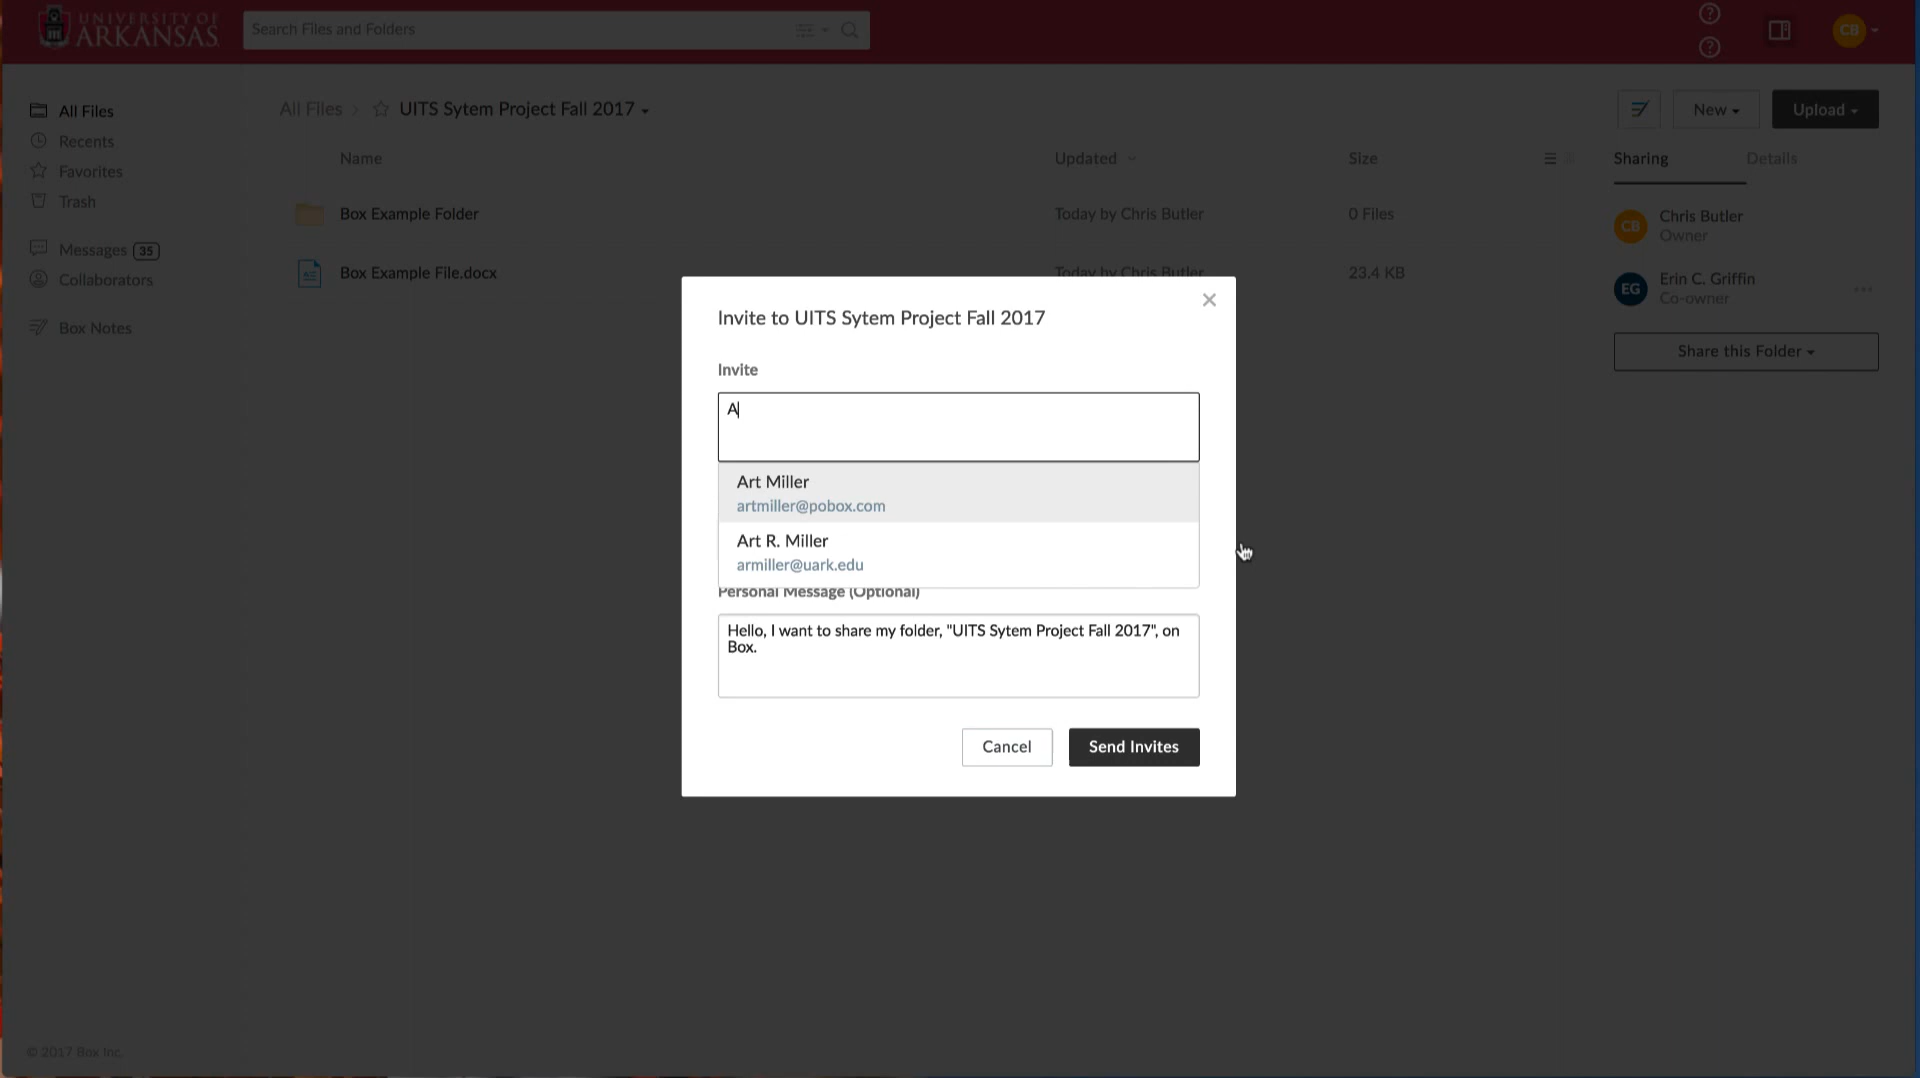 UNIVERSITY OF
ARKANSAS
Search Files and Folders
CB
All Files
Recents
Favorites
Trash
Messages 35
Collaborators
Box Notes
All Files > UITS Sytem Project Fall 2017
New
Upload
Name Updated Size
Sharing Details
Box Example Folder Today by Chris Butler 0 Files
Box Example File.docx Today by Chris Butler 23.4 KB
CB Chris Butler
Owner
EG Erin C. Griffin
Co-owner
Share this Folder
Invite to UITS Sytem Project Fall 2017
Invite
A
Art Miller
artmiller@pobox.com
Art R. Miller
armiller@uark.edu
Personal Message (Optional)
Hello, I want to share my folder, "UITS Sytem Project Fall 2017", on
Box.
Cancel
Send Invites
© 2017 Box Inc.